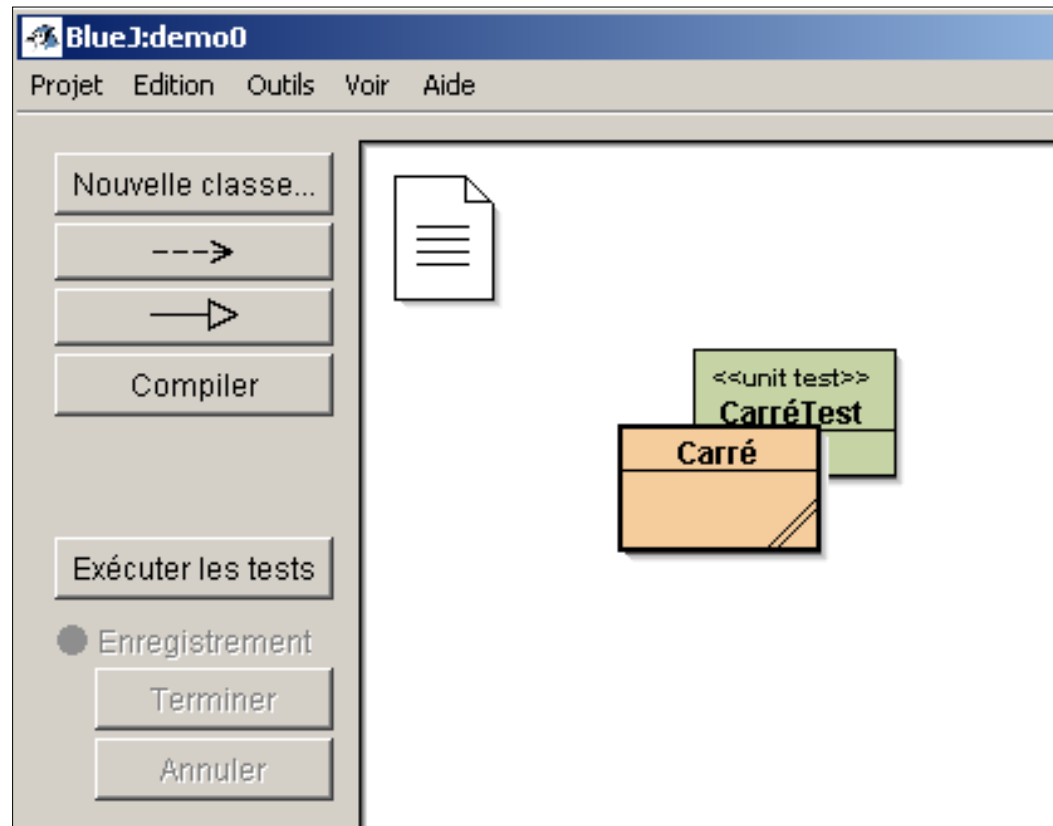 BlueJ:demo0
Projet Edition Outils Voir Aide
Nouvelle classe...
Compiler
Exécuter les tests
Enregistrement
Terminer
Annuler
<<unit test>>
CarréTest
Carré